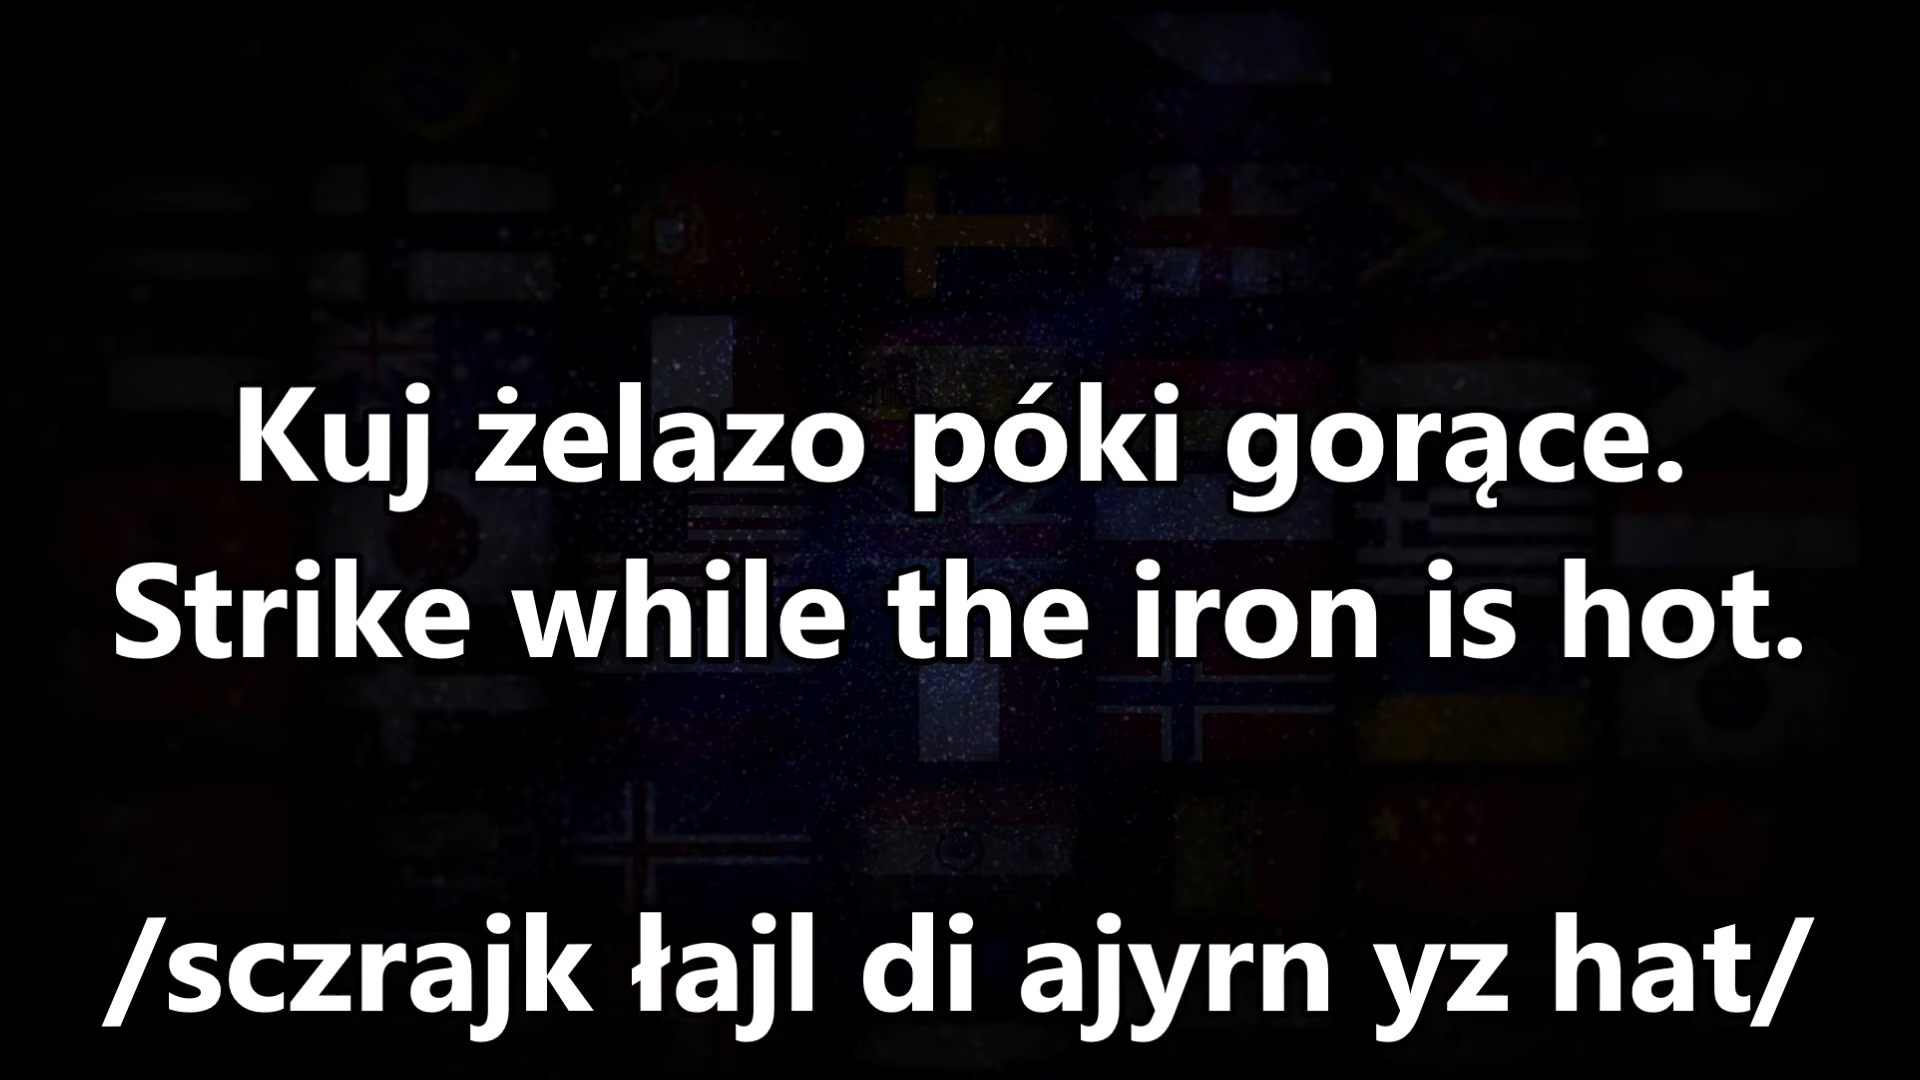 Kuj żelazo póki gorące.
Strike while the iron is hot.
/sczrajk łajl di ajyrn yz hat/